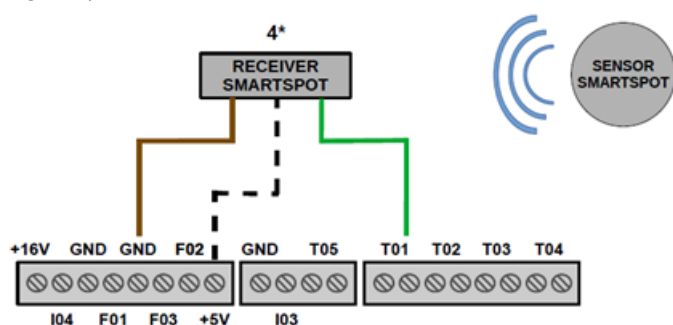 4*
RECEIVER
SMARTSPOT
SENSOR
SMARTSPOT
+16V GND GND F02 GND T05 T01 T02 T03 T04
I04 F01 F03 +5V I03